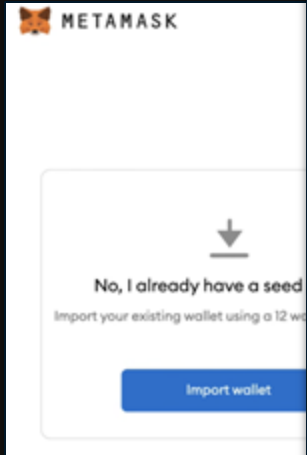 METAMASK
No, I already have a seed
Import your existing wallet using a 12
Import wallet